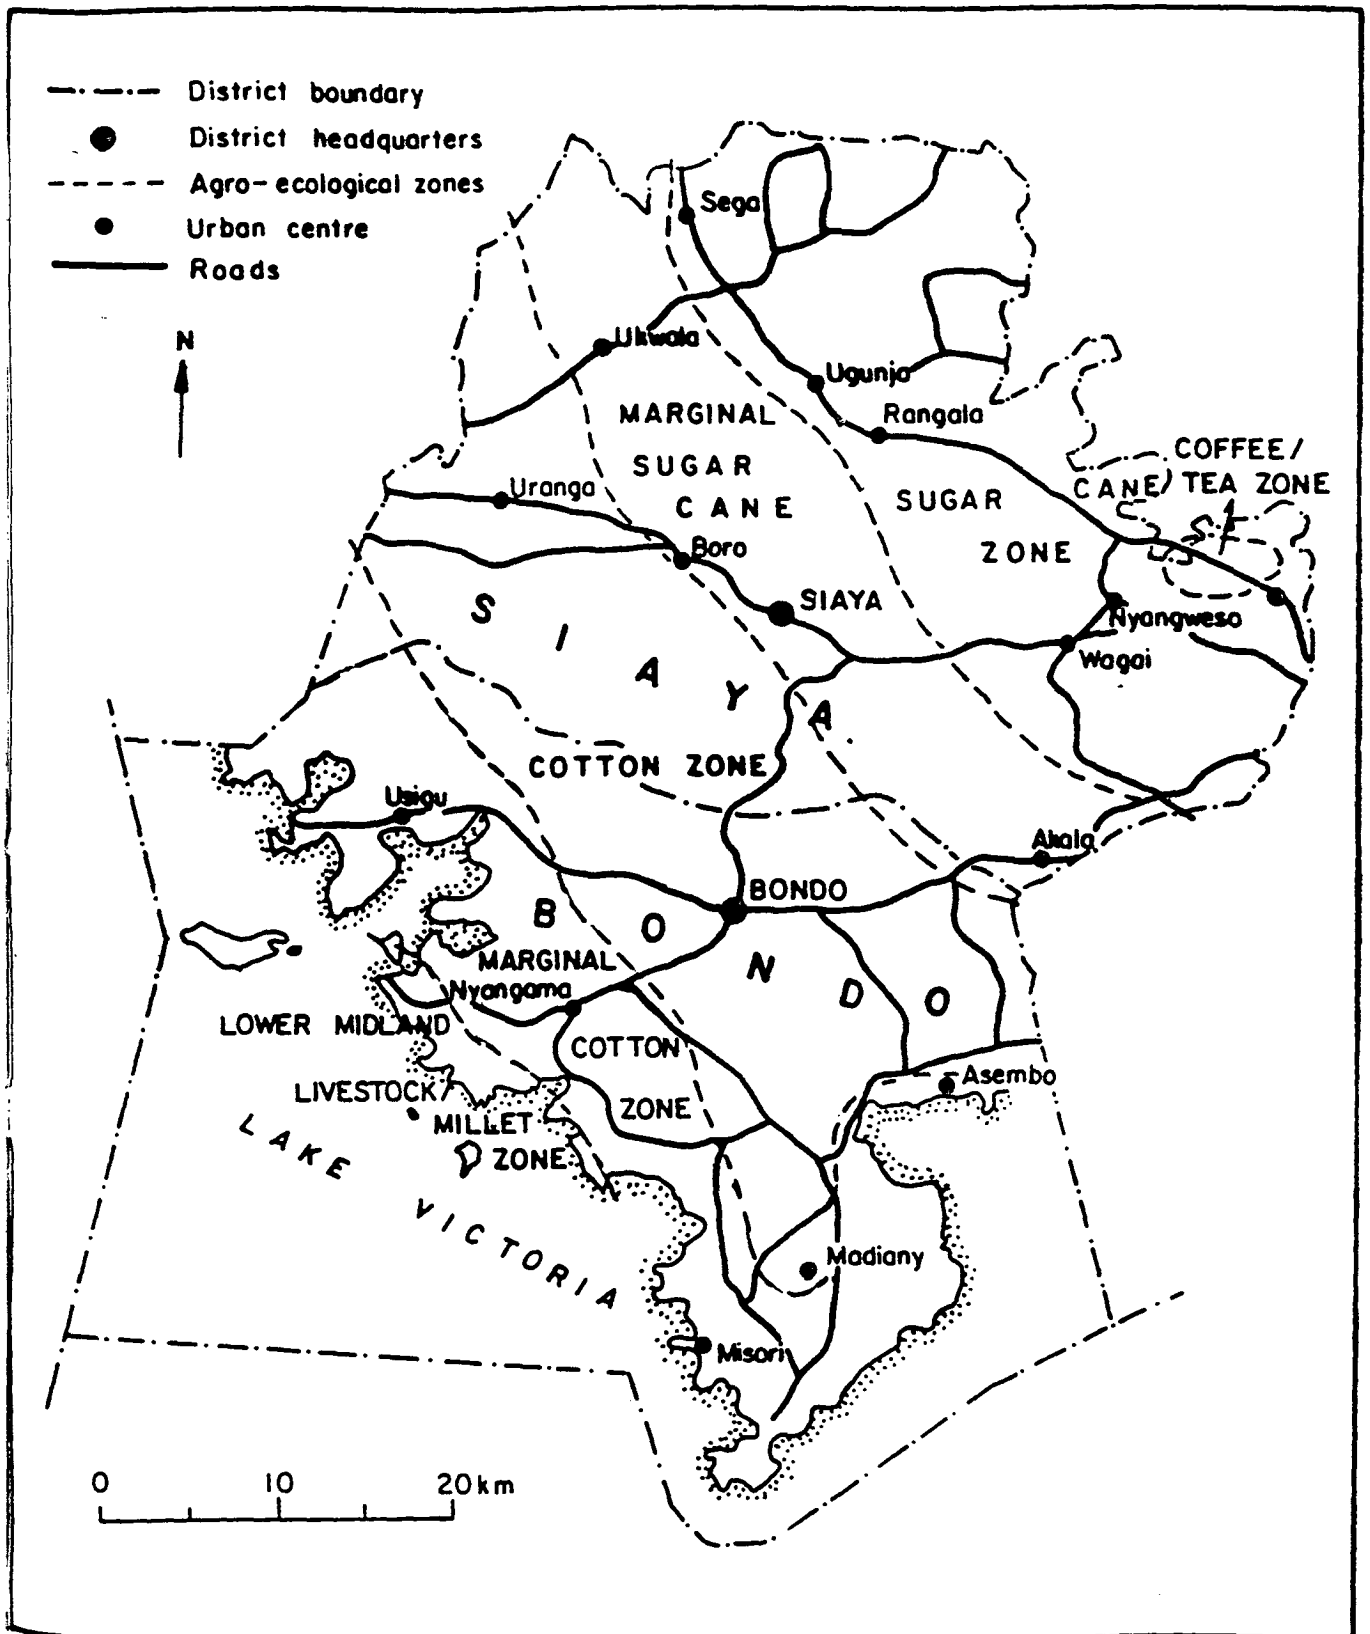 District boundary
District headquarters
Agro-ecological zones
Urban centre
Roads
N
Sega
Ukwala
Ugunja
Rangala
MARGINAL
SUGAR
CANE
COFFEE/
TEA ZONE
CANE/
SUGAR
ZONE
Uranga
Boro
SIAYA
Nyangweso
Wagai
SIAYA
COTTON ZONE
Usigu
Akala
BONDO
BONDO
MARGINAL
Nyangoma
COTTON
ZONE
LOWER MIDLAND
LIVESTOCK/
MILLET
ZONE
Asembo
LAKE VICTORIA
Madiany
Misori
0 10 20 km